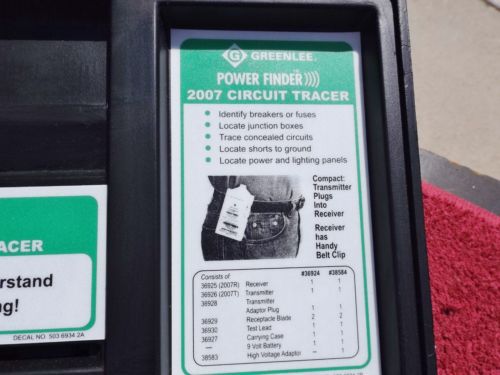 G GREENLEE
POWER FINDER
2007 CIRCUIT TRACER
• Identify breakers or fuses
• Locate junction boxes
• Trace concealed circuits
• Locate shorts to ground
• Locate power and lighting panels
Compact:
Transmitter
Plugs
Into
Receiver
Receiver
has
Handy
Belt Clip
Consists of: #36924 #38584
36925 (2007R) Receiver 1 1
36926 (2007T) Transmitter 1 1
36928 Transmitter
Adaptor Plug 1 1
36929 Receptacle Blade 2 2
36930 Test Lead 1 1
36927 Carrying Case 1 1
— 9 Volt Battery 1 1
38583 High Voltage Adaptor — 1
ACER
erstand
ng!
DECAL NO. 503 6934 2A